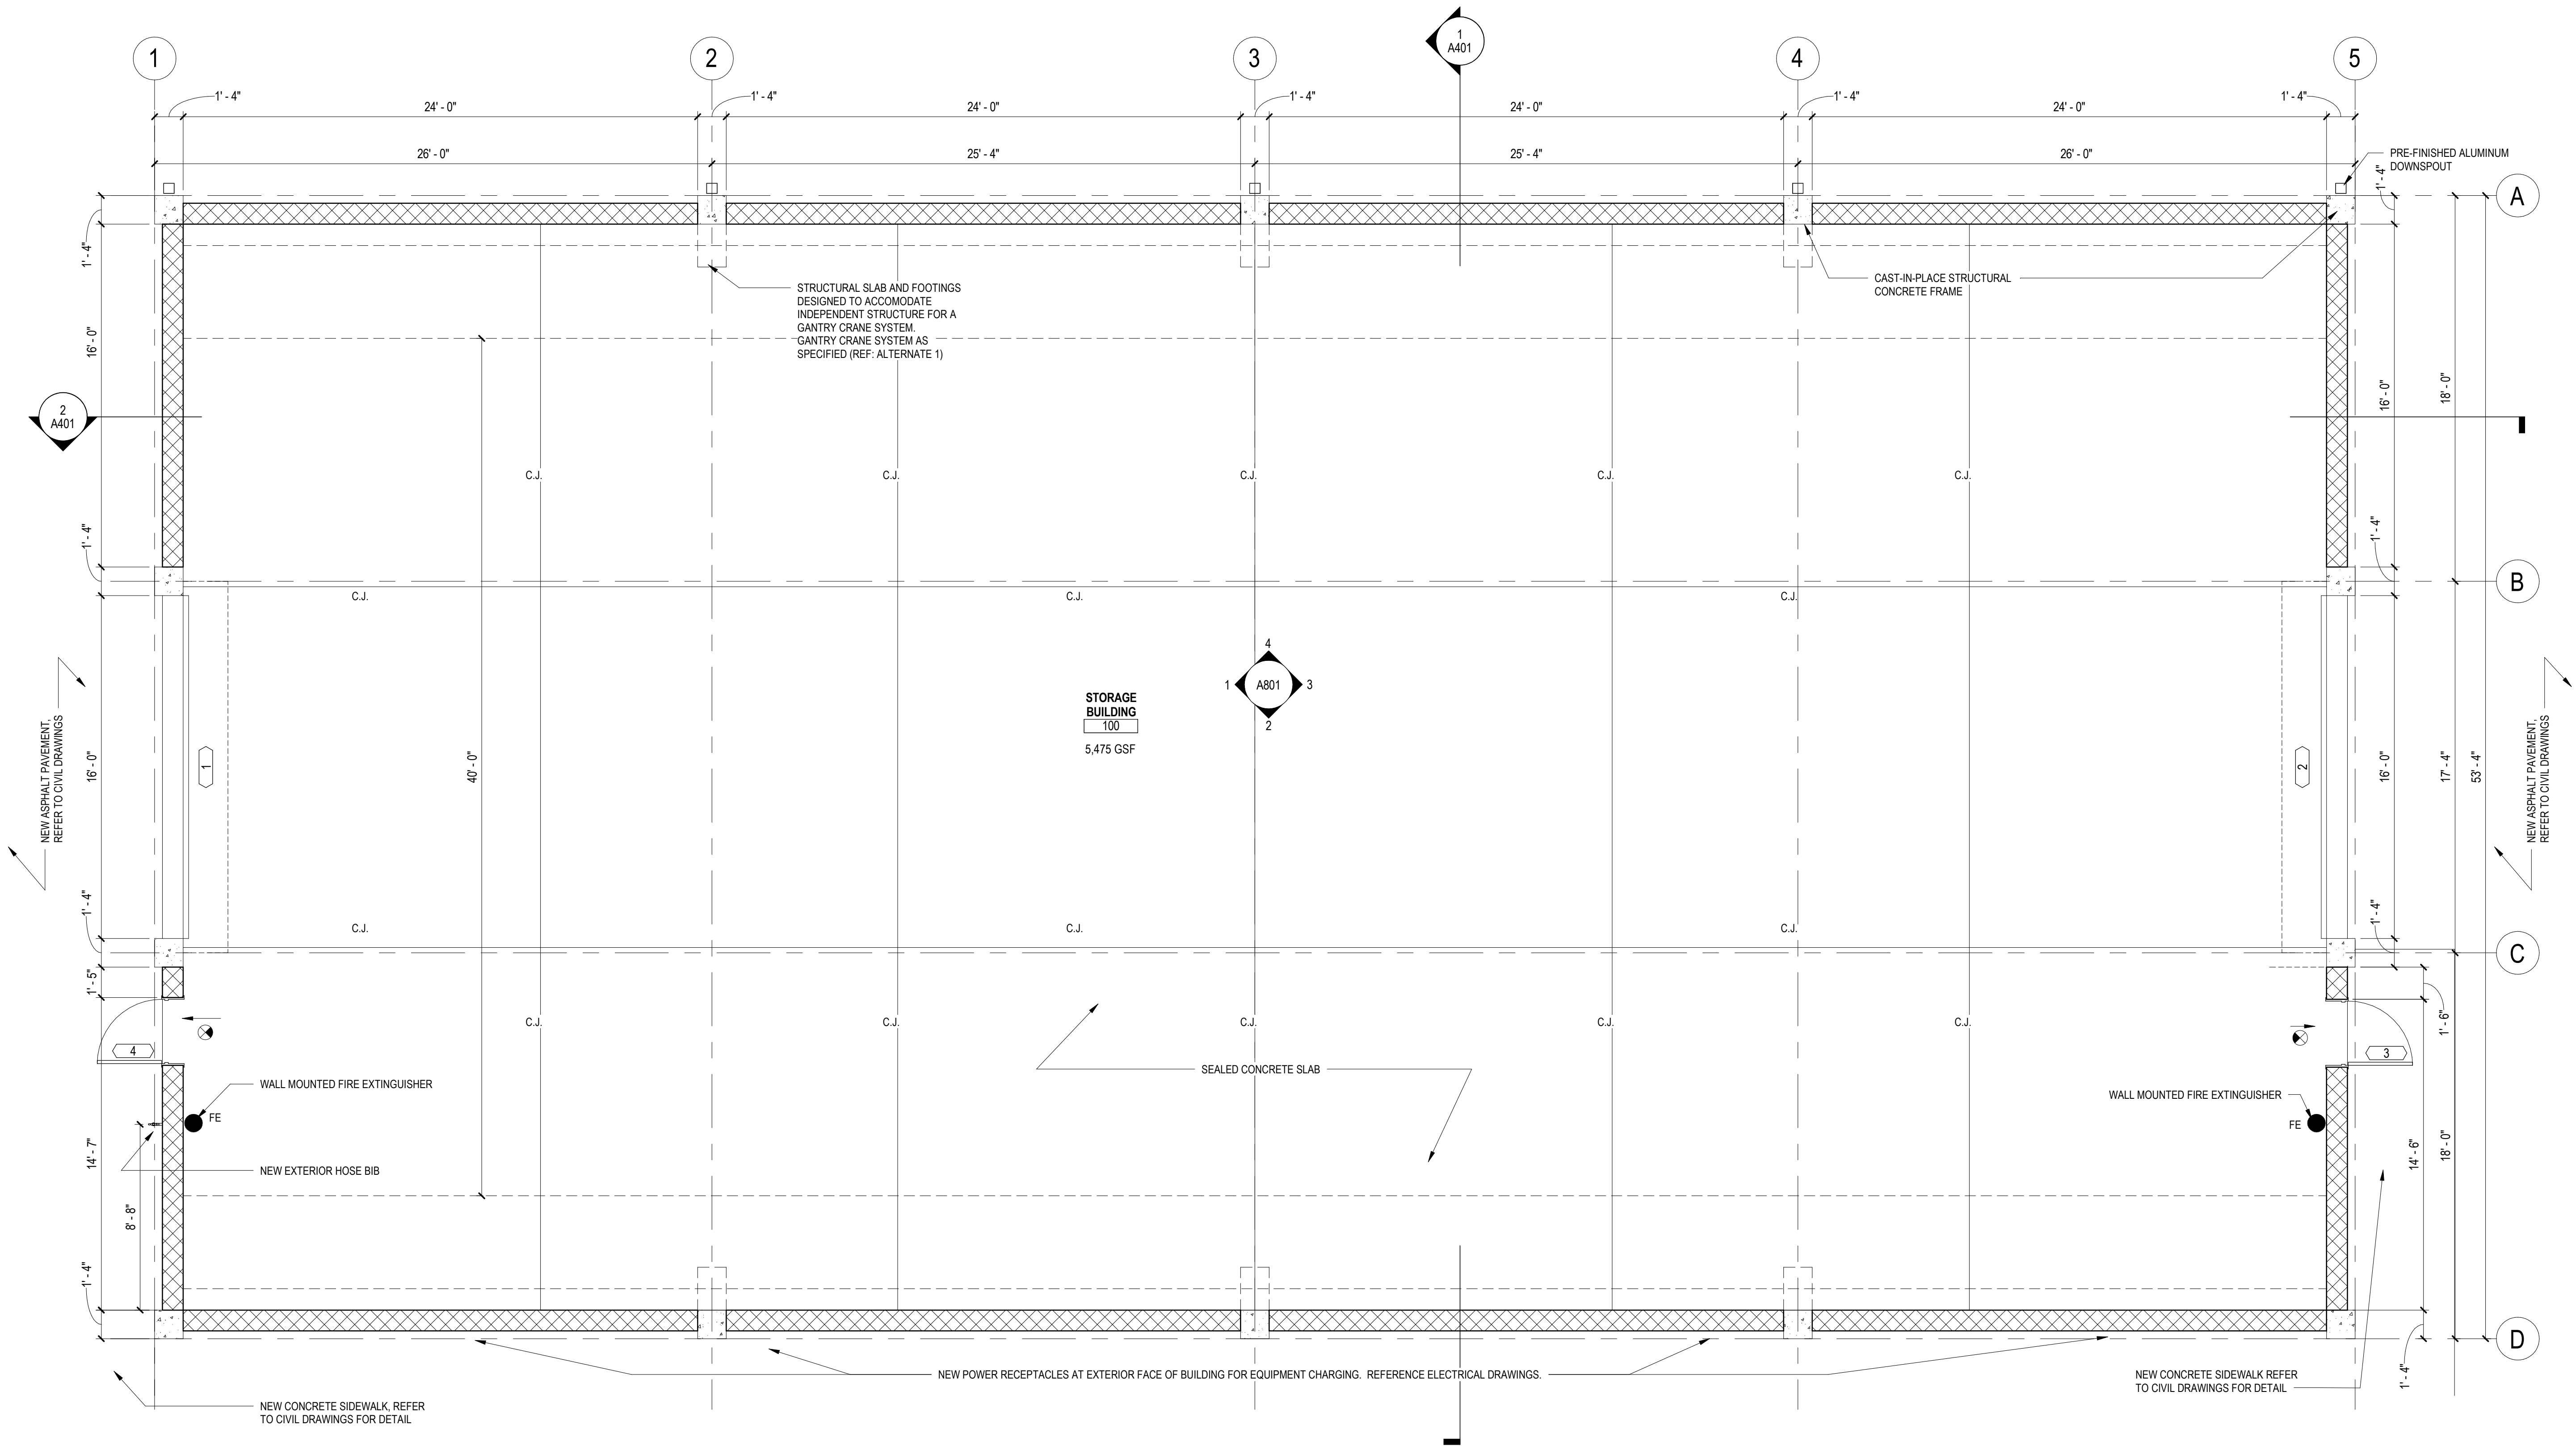 1
2
3
4
5
1
A401
1' - 4"
24' - 0"
1' - 4"
24' - 0"
1' - 4"
24' - 0"
1' - 4"
24' - 0"
1' - 4"
26' - 0"
25' - 4"
25' - 4"
26' - 0"
PRE-FINISHED ALUMINUM
DOWNSPOUT
1' - 4"
A
1' - 4"
STRUCTURAL SLAB AND FOOTINGS
DESIGNED TO ACCOMODATE
INDEPENDENT STRUCTURE FOR A
GANTRY CRANE SYSTEM.
GANTRY CRANE SYSTEM AS
SPECIFIED (REF: ALTERNATE 1)
CAST-IN-PLACE STRUCTURAL
CONCRETE FRAME
16' - 0"
16' - 0"
18' - 0"
2
A401
C.J.
C.J.
C.J.
C.J.
C.J.
1' - 4"
1' - 4"
B
C.J.
C.J.
C.J.
4
1
A801
3
2
STORAGE
BUILDING
100
5,475 GSF
NEW ASPHALT PAVEMENT,
REFER TO CIVIL DRAWINGS
16' - 0"
1
40' - 0"
2
16' - 0"
17' - 4"
53' - 4"
NEW ASPHALT PAVEMENT,
REFER TO CIVIL DRAWINGS
1' - 4"
C.J.
C.J.
C.J.
1' - 4"
C
1' - 5"
C.J.
C.J.
C.J.
C.J.
C.J.
1' - 6"
4
3
SEALED CONCRETE SLAB
WALL MOUNTED FIRE EXTINGUISHER
FE
WALL MOUNTED FIRE EXTINGUISHER
FE
14' - 7"
NEW EXTERIOR HOSE BIB
14' - 6"
18' - 0"
8' - 8"
1' - 4"
D
NEW POWER RECEPTACLES AT EXTERIOR FACE OF BUILDING FOR EQUIPMENT CHARGING.  REFERENCE ELECTRICAL DRAWINGS.
1' - 4"
NEW CONCRETE SIDEWALK REFER
TO CIVIL DRAWINGS FOR DETAIL
NEW CONCRETE SIDEWALK, REFER
TO CIVIL DRAWINGS FOR DETAIL